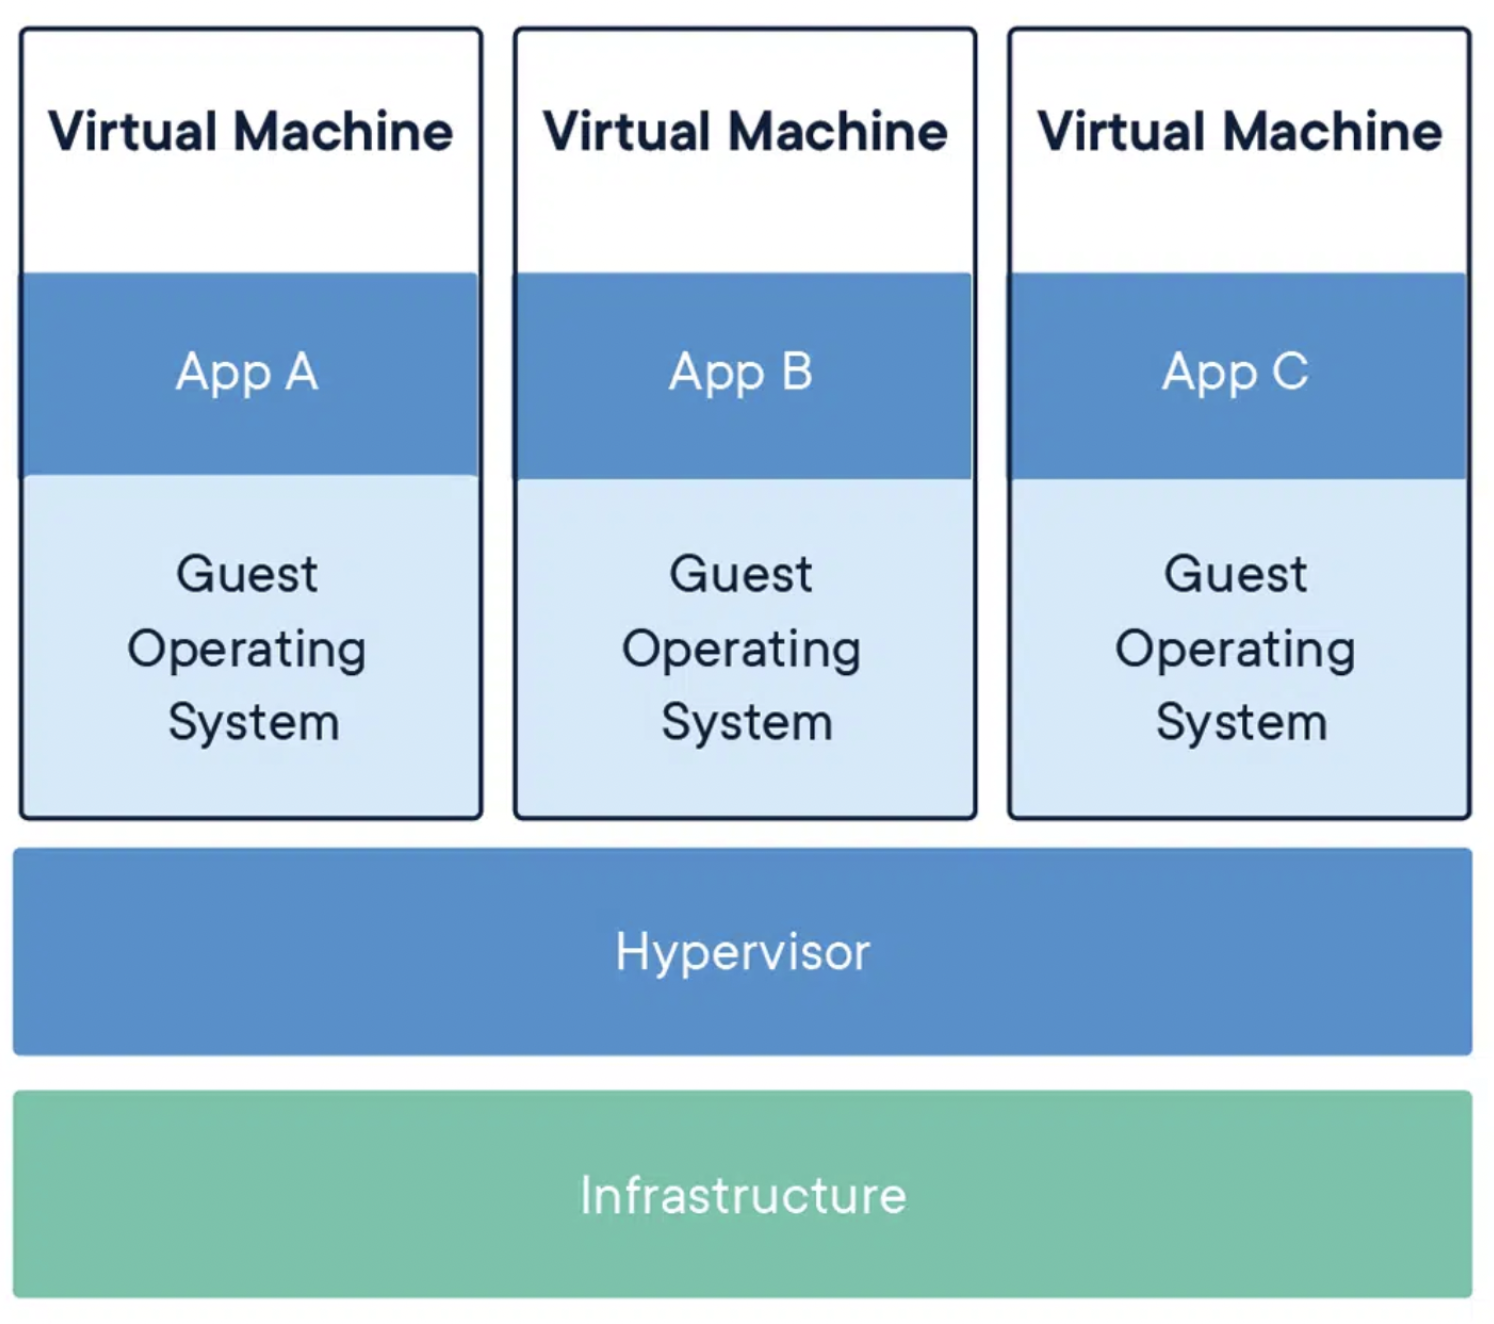 Virtual Machine
App A
Guest
Operating
System
Virtual Machine
App B
Guest
Operating
System
Virtual Machine
App C
Guest
Operating
System
Hypervisor
Infrastructure